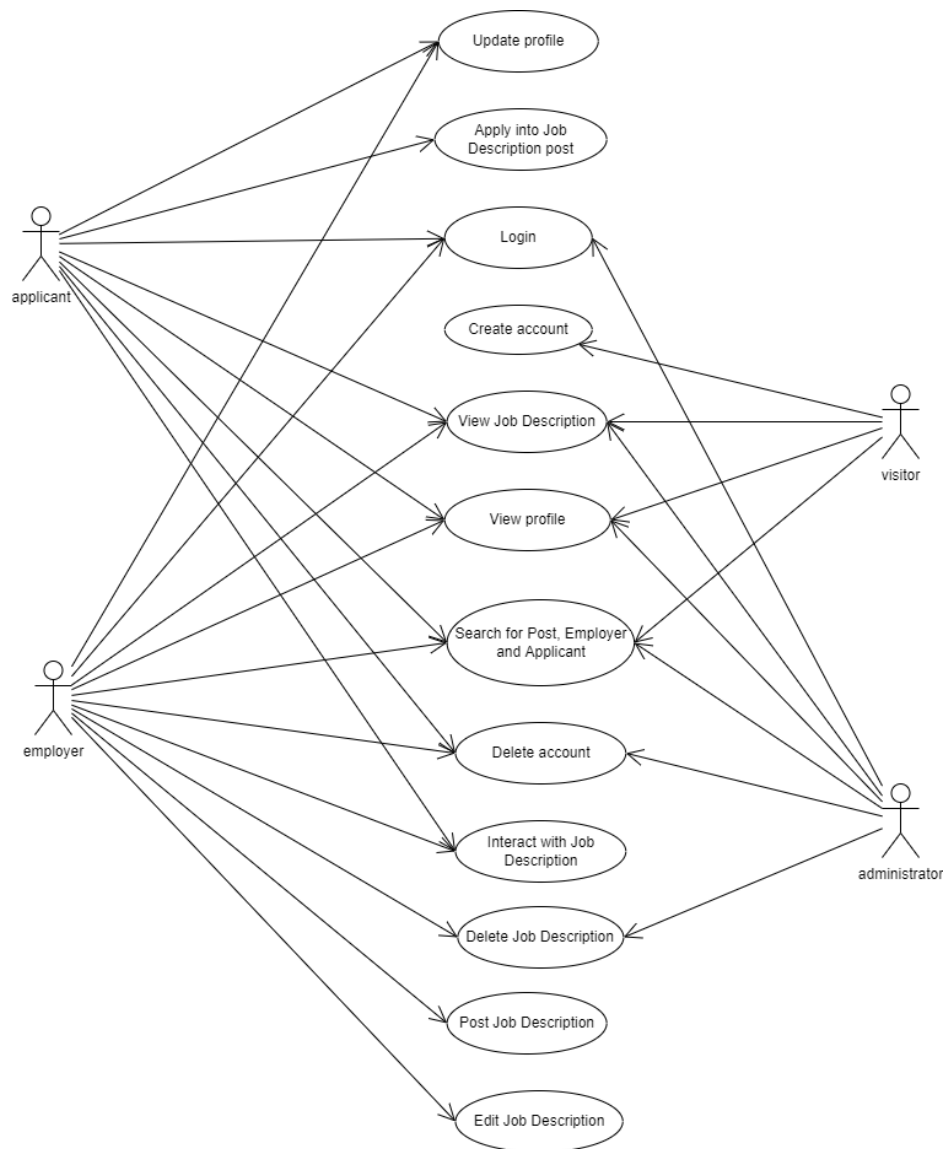 Update profile
Apply into Job
Description post
Login
applicant
Create account
View Job Description
visitor
View profile
Search for Post, Employer
and Applicant
employer
Delete account
Interact with Job
Description
administrator
Delete Job Description
Post Job Description
Edit Job Description